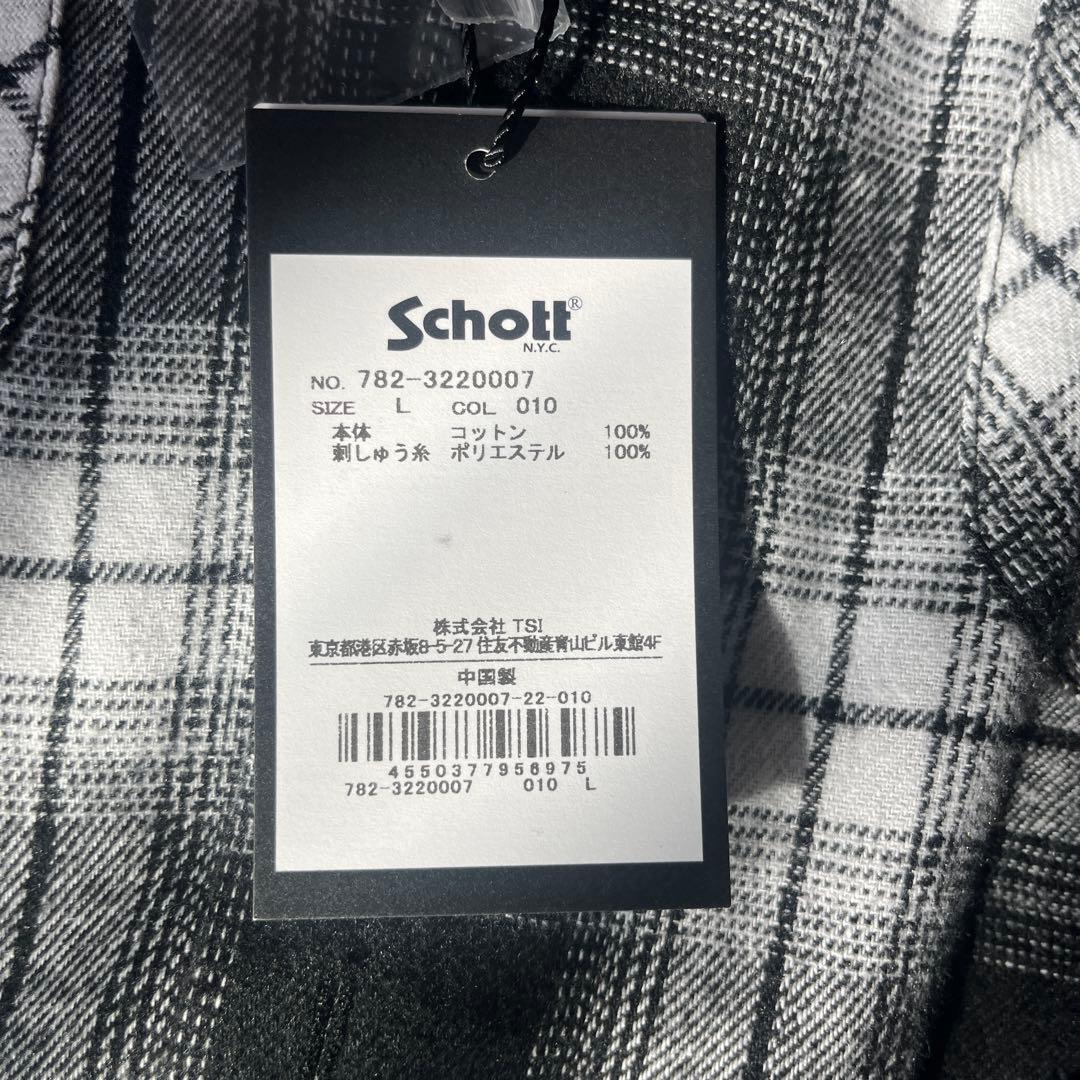 Schott®
N.Y.C.
NO. 782-3220007
SIZE L COL 010
本体 コットン 100%
刺しゅう糸 ポリエステル 100%
株式会社 TSI
東京都港区赤坂8-5-27 住友不動産青山ビル東館4F
中国製
782-3220007-22-010
4550377956975
782-3220007 010 L